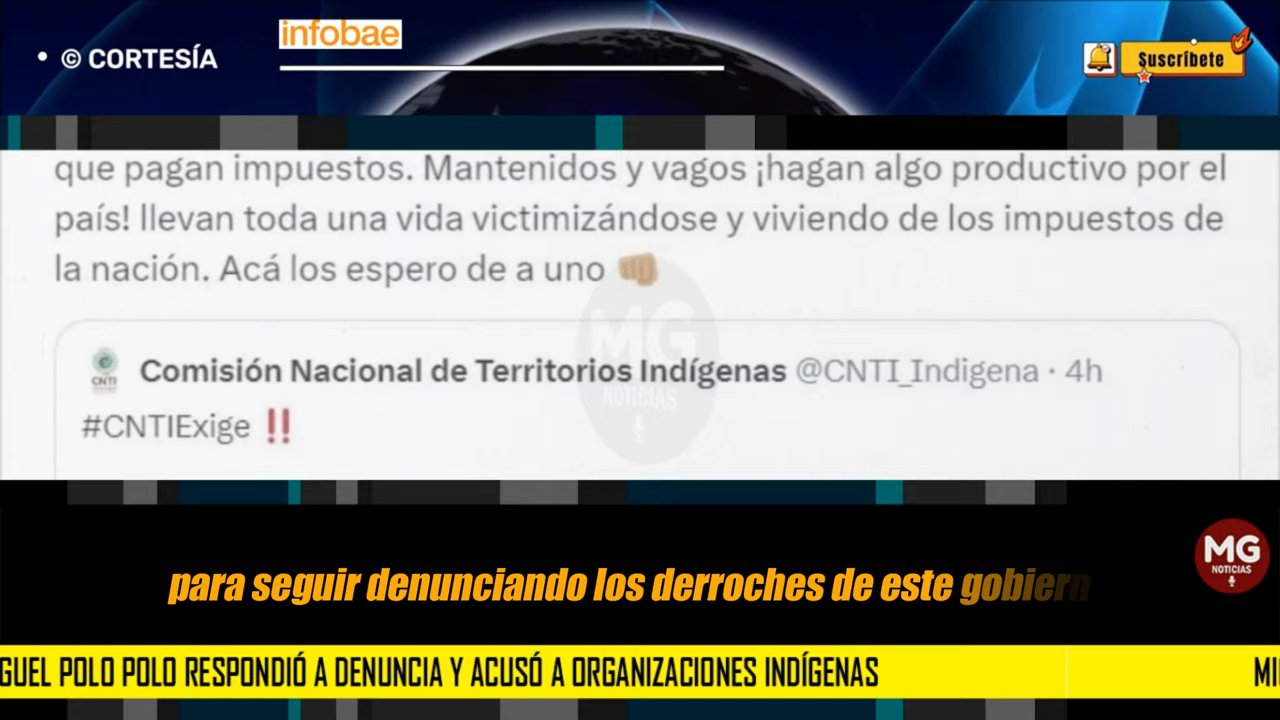 infobae
• © CORTESÍA
Suscríbete
que pagan impuestos. Mantenidos y vagos ¡hagan algo productivo por el
país! llevan toda una vida victimizándose y viviendo de los impuestos de
la nación. Acá los espero de a uno 👊🏽
CNTI
Comisión Nacional de Territorios Indígenas @CNTI_Indigena · 4h
#CNTIExige ‼️
MG
NOTICIAS
MG
NOTICIAS
para seguir denunciando los derroches de este gobiern
GUEL POLO POLO RESPONDIÓ A DENUNCIA Y ACUSÓ A ORGANIZACIONES INDÍGENAS
MI